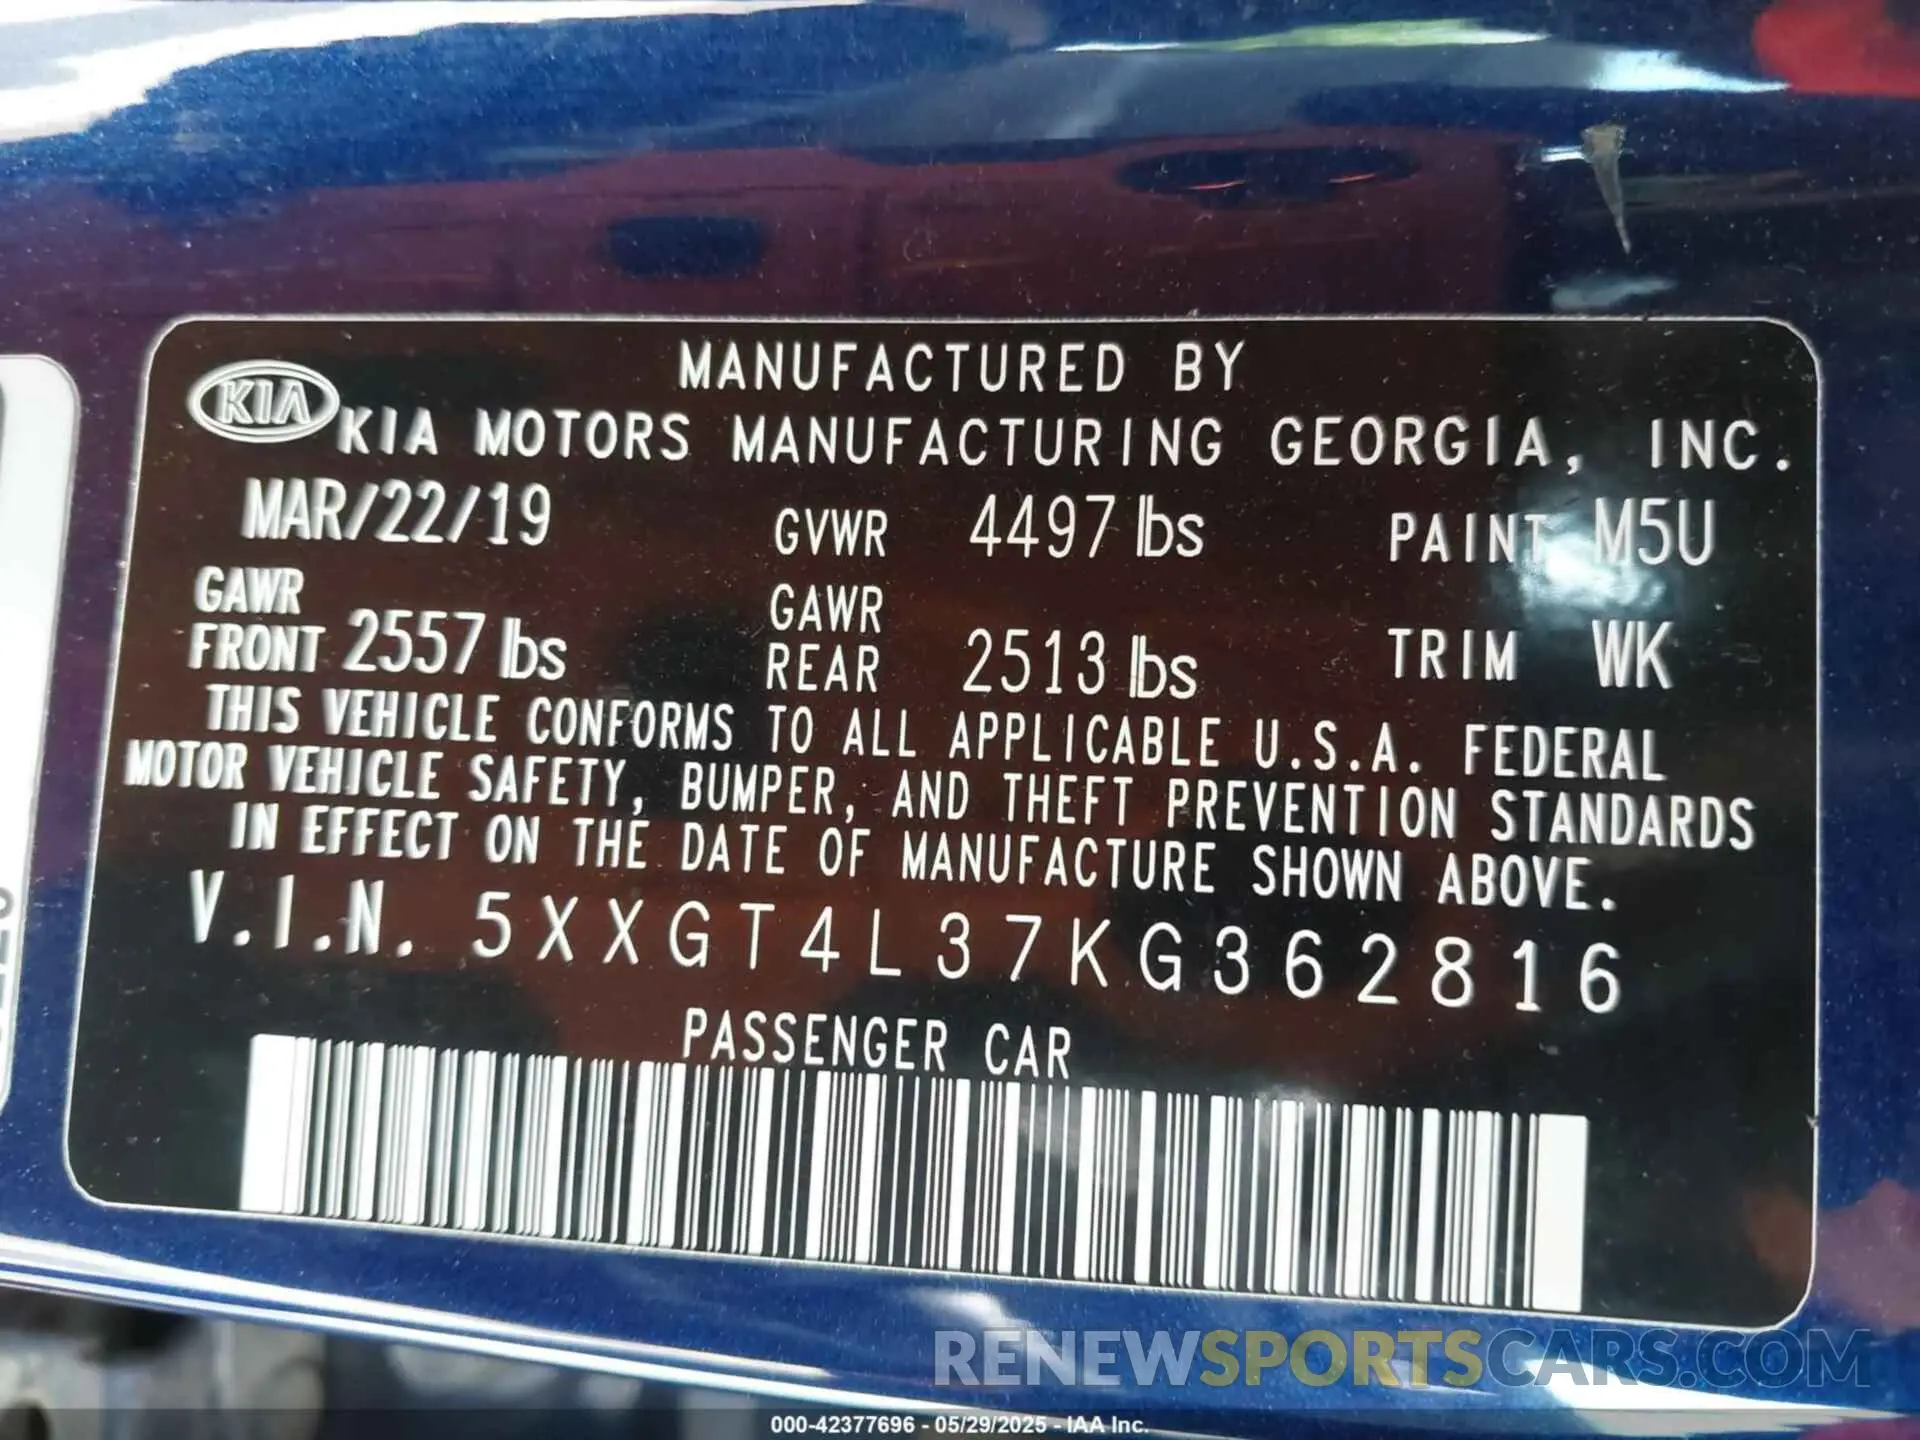 MANUFACTURED BY
KIA KIA MOTORS MANUFACTURING GEORGIA, INC.
MAR/22/19 GVWR 4497 lbs PAINT M5U
GAWR FRONT 2557 lbs GAWR REAR 2513 lbs TRIM WK
THIS VEHICLE CONFORMS TO ALL APPLICABLE U.S.A. FEDERAL
MOTOR VEHICLE SAFETY, BUMPER, AND THEFT PREVENTION STANDARDS
IN EFFECT ON THE DATE OF MANUFACTURE SHOWN ABOVE.
V.I.N. 5XXGT4L37KG362816
PASSENGER CAR
RENEWSPORTSCARS.COM
000-42377696 - 05/29/2025 - IAA Inc.